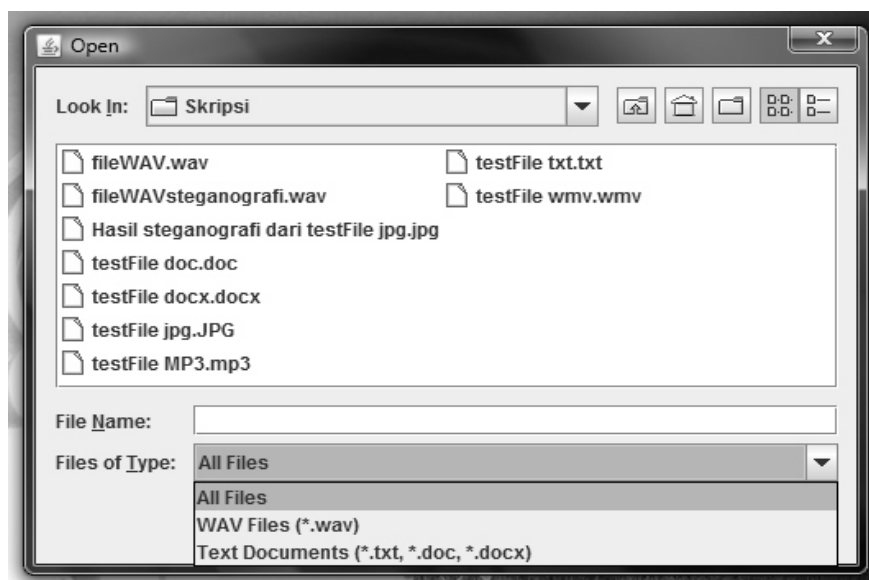 Open
Look In: Skripsi
fileWAV.wav
fileWAVsteganografi.wav
Hasil steganografi dari testFile jpg.jpg
testFile doc.doc
testFile docx.docx
testFile jpg.JPG
testFile MP3.mp3
testFile txt.txt
testFile wmv.wmv
File Name:
Files of Type: All Files
All Files
WAV Files (*.wav)
Text Documents (*.txt, *.doc, *.docx)